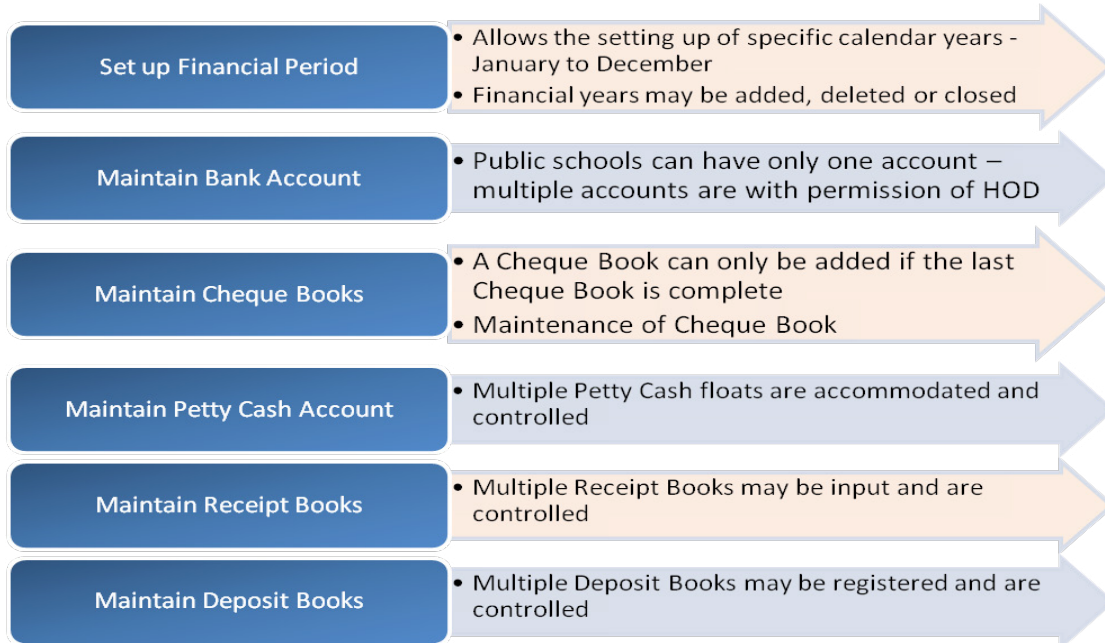 Set up Financial Period
• Allows the setting up of specific calendar years -
January to December
• Financial years may be added, deleted or closed
Maintain Bank Account
• Public schools can have only one account –
multiple accounts are with permission of HOD
Maintain Cheque Books
• A Cheque Book can only be added if the last
Cheque Book is complete
• Maintenance of Cheque Book
Maintain Petty Cash Account
• Multiple Petty Cash floats are accommodated and
controlled
Maintain Receipt Books
• Multiple Receipt Books may be input and are
controlled
Maintain Deposit Books
• Multiple Deposit Books may be registered and are
controlled